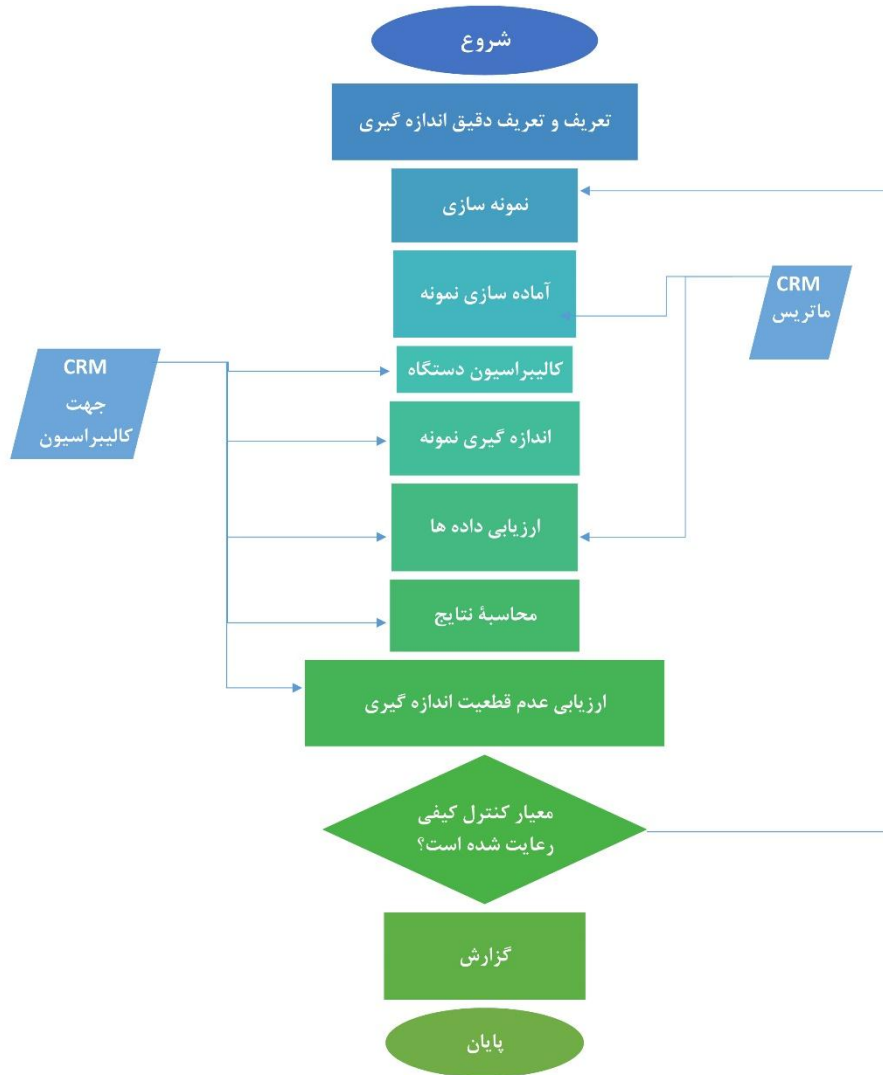 شروع
تعریف و تعریف دقیق اندازه گیری
نمونه سازی
آماده سازی نمونه
CRM
ماتریس
کالیبراسیون دستگاه
CRM
جهت
کالیبراسیون
اندازه گیری نمونه
ارزیابی داده ها
محاسبهٔ نتایج
ارزیابی عدم قطعیت اندازه گیری
معیار کنترل کیفی
رعایت شده است؟
گزارش
پایان